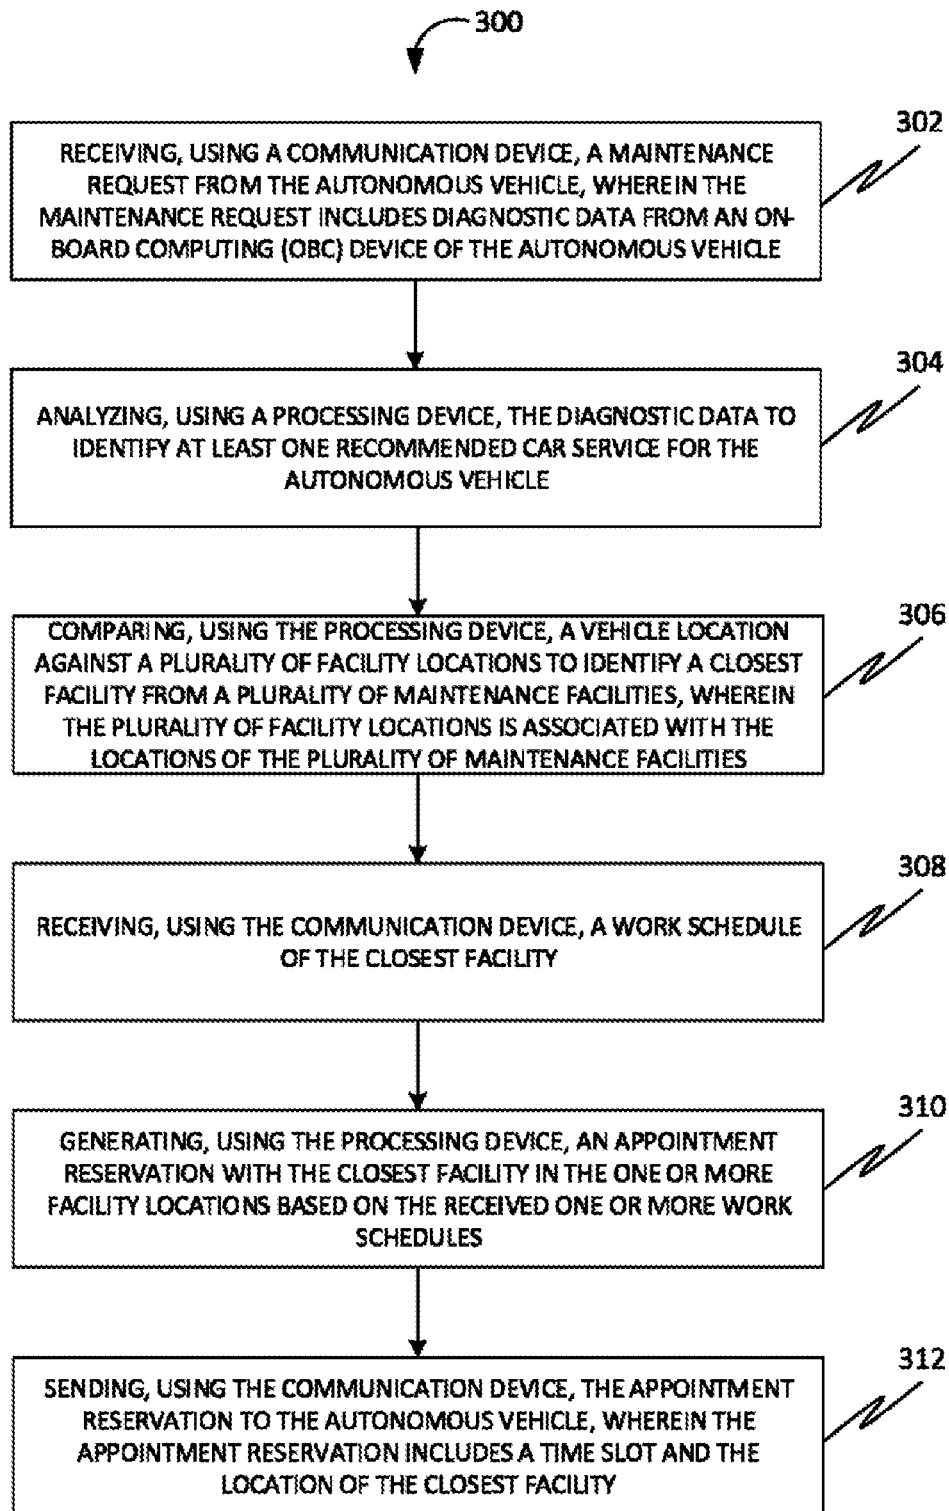 300
302
RECEIVING, USING A COMMUNICATION DEVICE, A MAINTENANCE
REQUEST FROM THE AUTONOMOUS VEHICLE, WHEREIN THE
MAINTENANCE REQUEST INCLUDES DIAGNOSTIC DATA FROM AN ON-
BOARD COMPUTING (OBC) DEVICE OF THE AUTONOMOUS VEHICLE
304
ANALYZING, USING A PROCESSING DEVICE, THE DIAGNOSTIC DATA TO
IDENTIFY AT LEAST ONE RECOMMENDED CAR SERVICE FOR THE
AUTONOMOUS VEHICLE
306
COMPARING, USING THE PROCESSING DEVICE, A VEHICLE LOCATION
AGAINST A PLURALITY OF FACILITY LOCATIONS TO IDENTIFY A CLOSEST
FACILITY FROM A PLURALITY OF MAINTENANCE FACILITIES, WHEREIN
THE PLURALITY OF FACILITY LOCATIONS IS ASSOCIATED WITH THE
LOCATIONS OF THE PLURALITY OF MAINTENANCE FACILITIES
308
RECEIVING, USING THE COMMUNICATION DEVICE, A WORK SCHEDULE
OF THE CLOSEST FACILITY
310
GENERATING, USING THE PROCESSING DEVICE, AN APPOINTMENT
RESERVATION WITH THE CLOSEST FACILITY IN THE ONE OR MORE
FACILITY LOCATIONS BASED ON THE RECEIVED ONE OR MORE WORK
SCHEDULES
312
SENDING, USING THE COMMUNICATION DEVICE, THE APPOINTMENT
RESERVATION TO THE AUTONOMOUS VEHICLE, WHEREIN THE
APPOINTMENT RESERVATION INCLUDES A TIME SLOT AND THE
LOCATION OF THE CLOSEST FACILITY